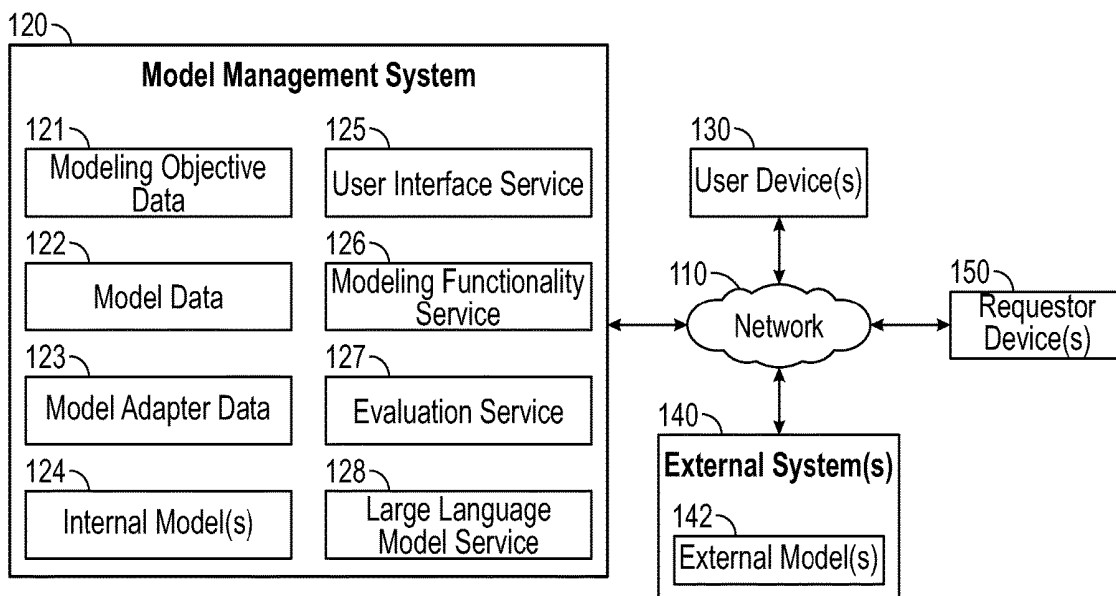 120
Model Management System
121
Modeling Objective
Data
122
Model Data
123
Model Adapter Data
124
Internal Model(s)
125
User Interface Service
126
Modeling Functionality
Service
127
Evaluation Service
128
Large Language
Model Service
130
User Device(s)
110
Network
150
Requestor
Device(s)
140
External System(s)
142
External Model(s)